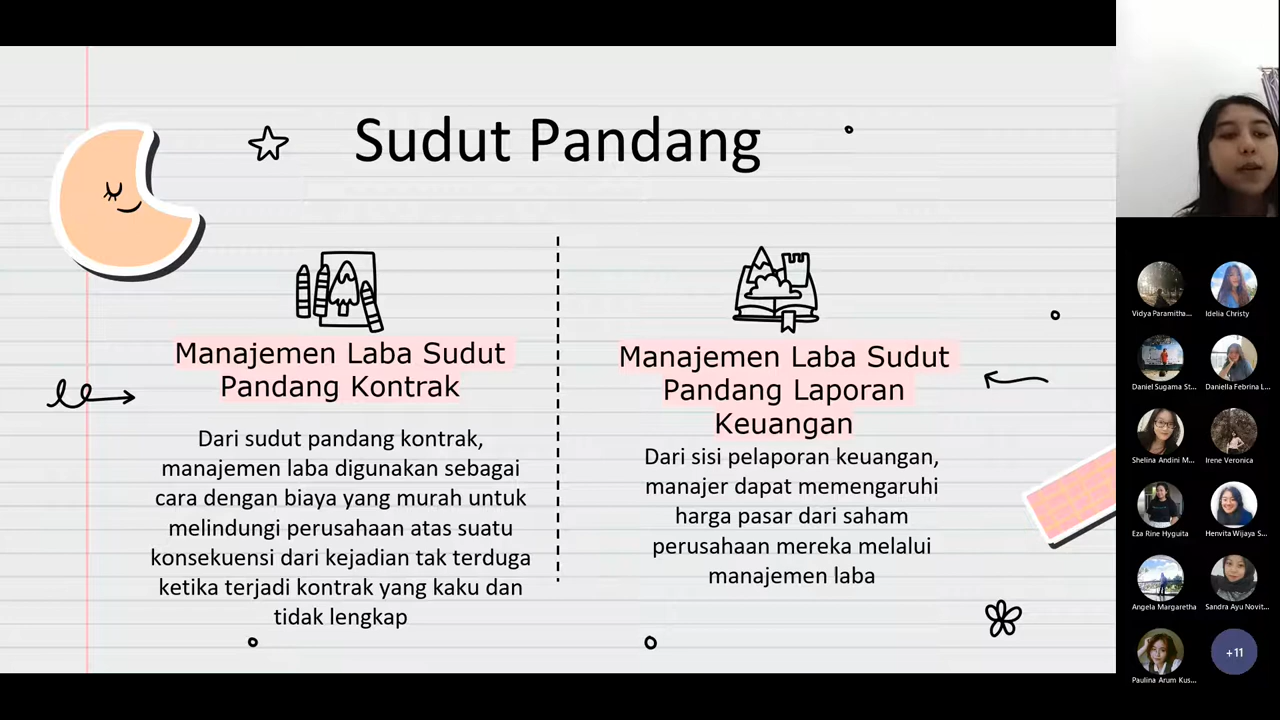 Sudut Pandang
Manajemen Laba Sudut
Pandang Kontrak
Dari sudut pandang kontrak,
manajemen laba digunakan sebagai
cara dengan biaya yang murah untuk
melindungi perusahaan atas suatu
konsekuensi dari kejadian tak terduga
ketika terjadi kontrak yang kaku dan
tidak lengkap
Manajemen Laba Sudut
Pandang Laporan
Keuangan
Dari sisi pelaporan keuangan,
manajer dapat memengaruhi
harga pasar dari saham
perusahaan mereka melalui
manajemen laba
Vidya Paramitha...
Idelia Christy
Daniel Sugama St...
Daniella Febrina L...
Shelina Andini M...
Irene Veronica
Eza Rine Hyguita
Henvita Wijaya S...
Angela Margaretha
Sandra Ayu Novit...
Paulina Arum Kus...
+11